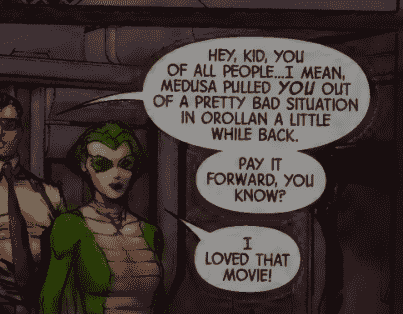 HEY, KID, YOU
OF ALL PEOPLE...I MEAN,
MEDUSA PULLED YOU OUT
OF A PRETTY BAD SITUATION
IN OROLLAN A LITTLE
WHILE BACK.
PAY IT
FORWARD, YOU
KNOW?
I
LOVED THAT
MOVIE!